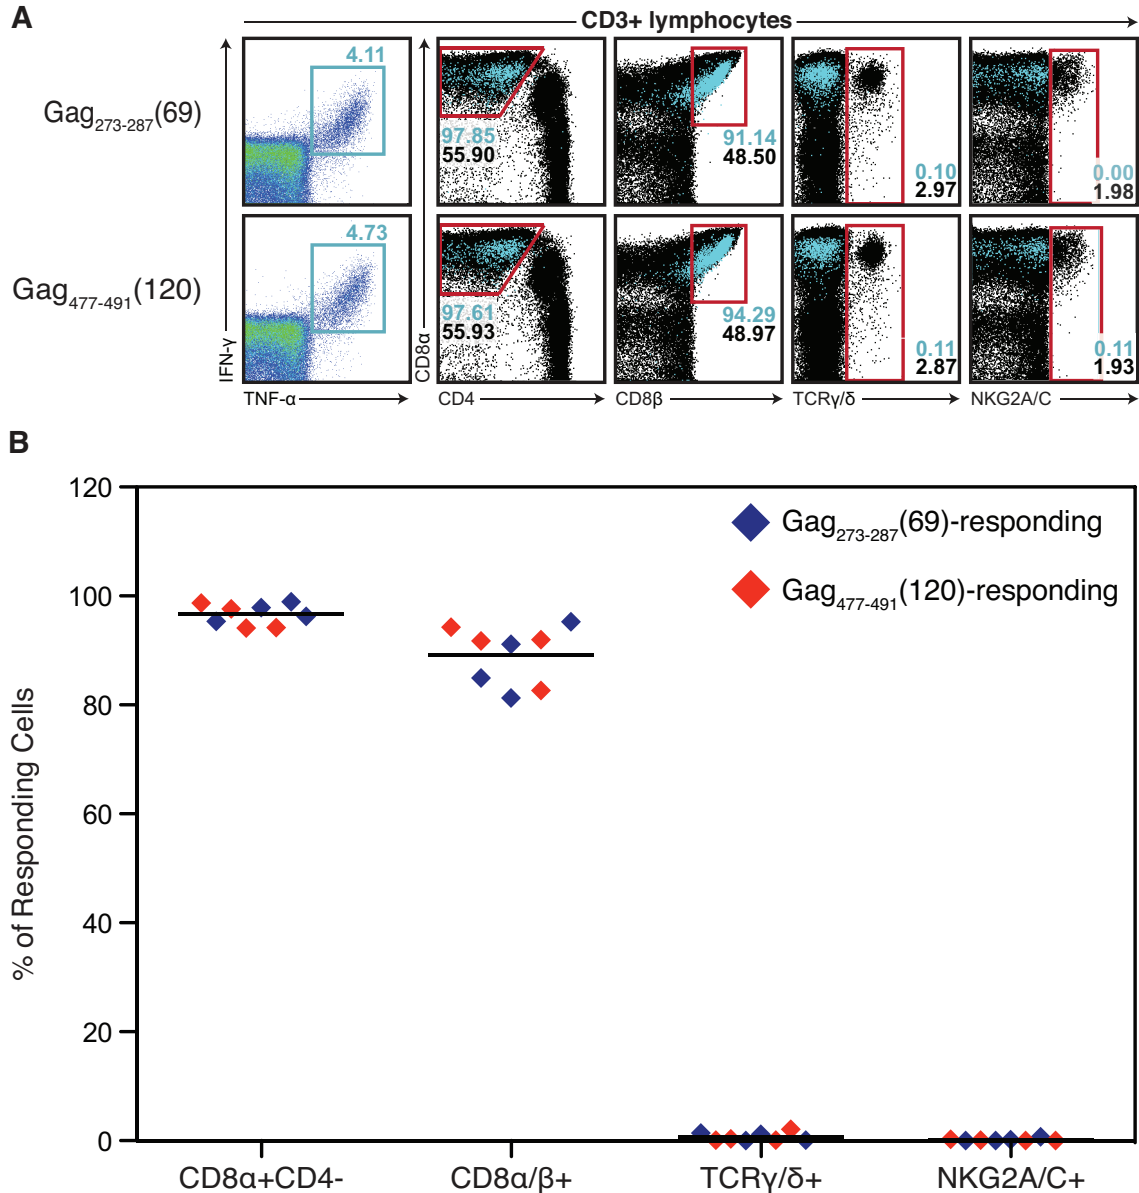 A
CD3+ lymphocytes
Gag273-287(69)
4.11
97.85
55.90
91.14
48.50
0.10
2.97
0.00
1.98
Gag477-491(120)
4.73
97.61
55.93
94.29
48.97
0.11
2.87
0.11
1.93
IFN-γ
CD8α
TNF-α
CD4
CD8β
TCRγ/δ
NKG2A/C
B
120
100
80
60
40
20
0
% of Responding Cells
Gag273-287(69)-responding
Gag477-491(120)-responding
CD8α+CD4-
CD8α/β+
TCRγ/δ+
NKG2A/C+